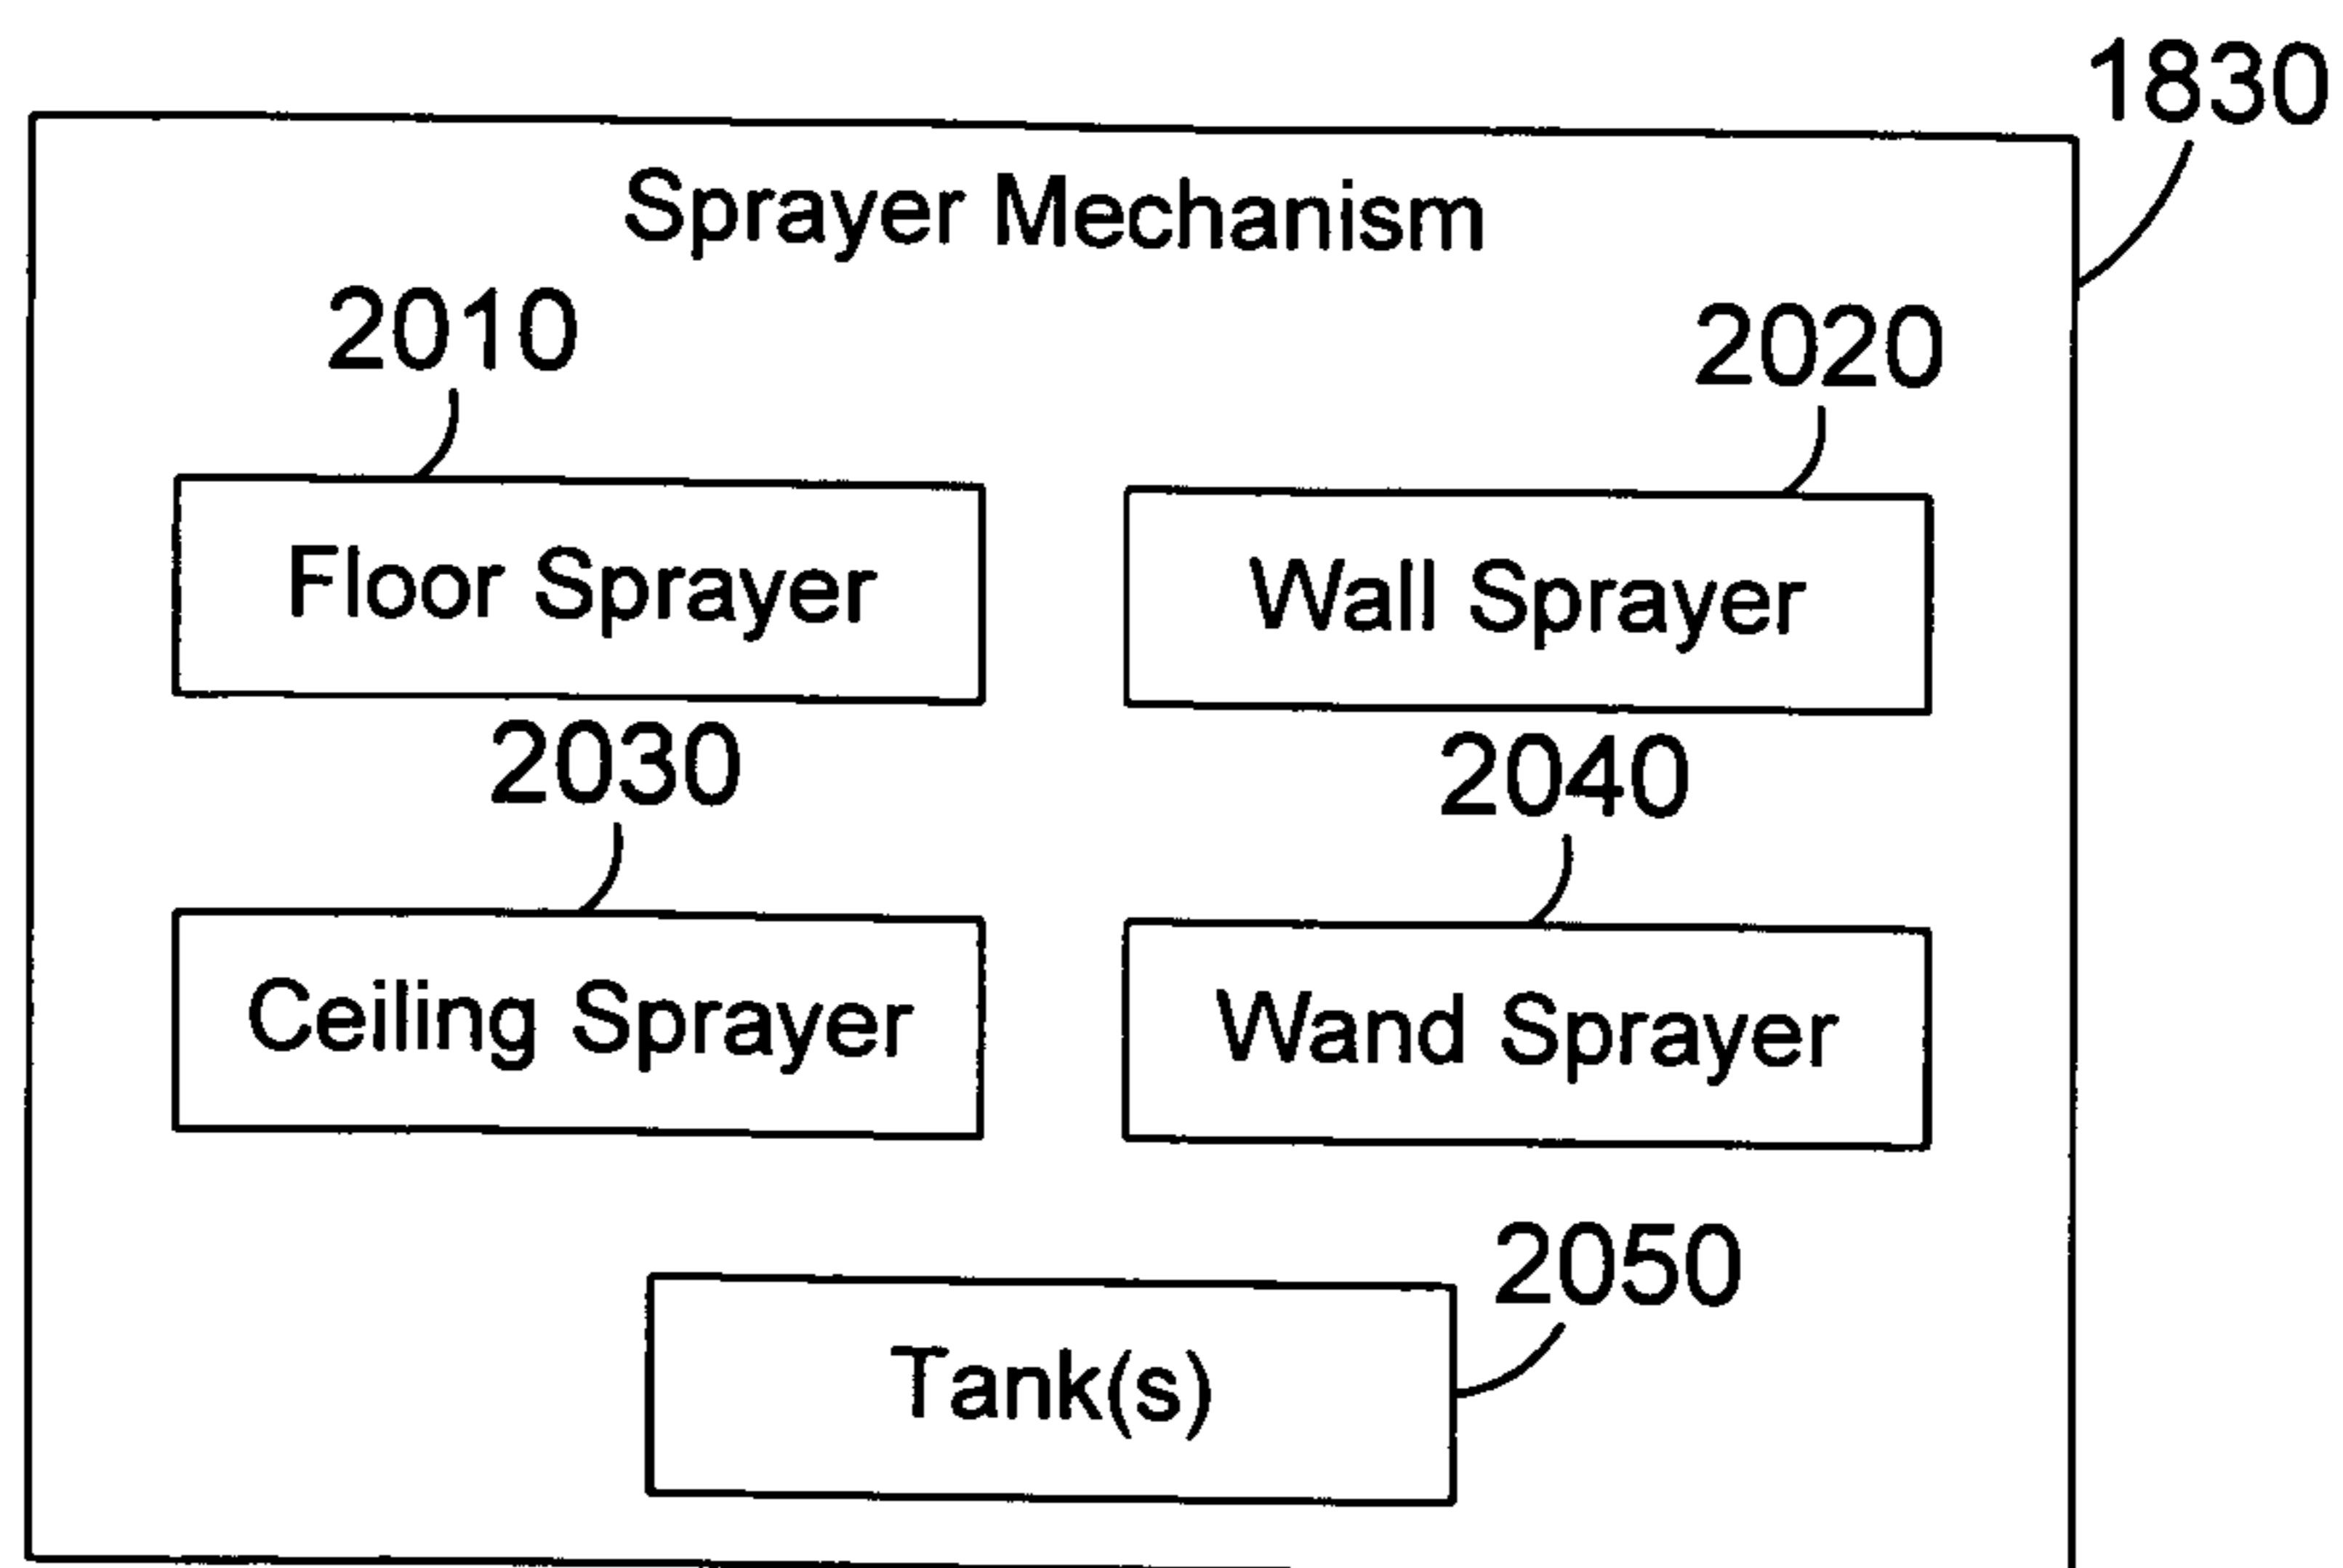 1830
Sprayer Mechanism
2010
2020
Floor Sprayer
Wall Sprayer
2030
2040
Ceiling Sprayer
Wand Sprayer
2050
Tank(s)